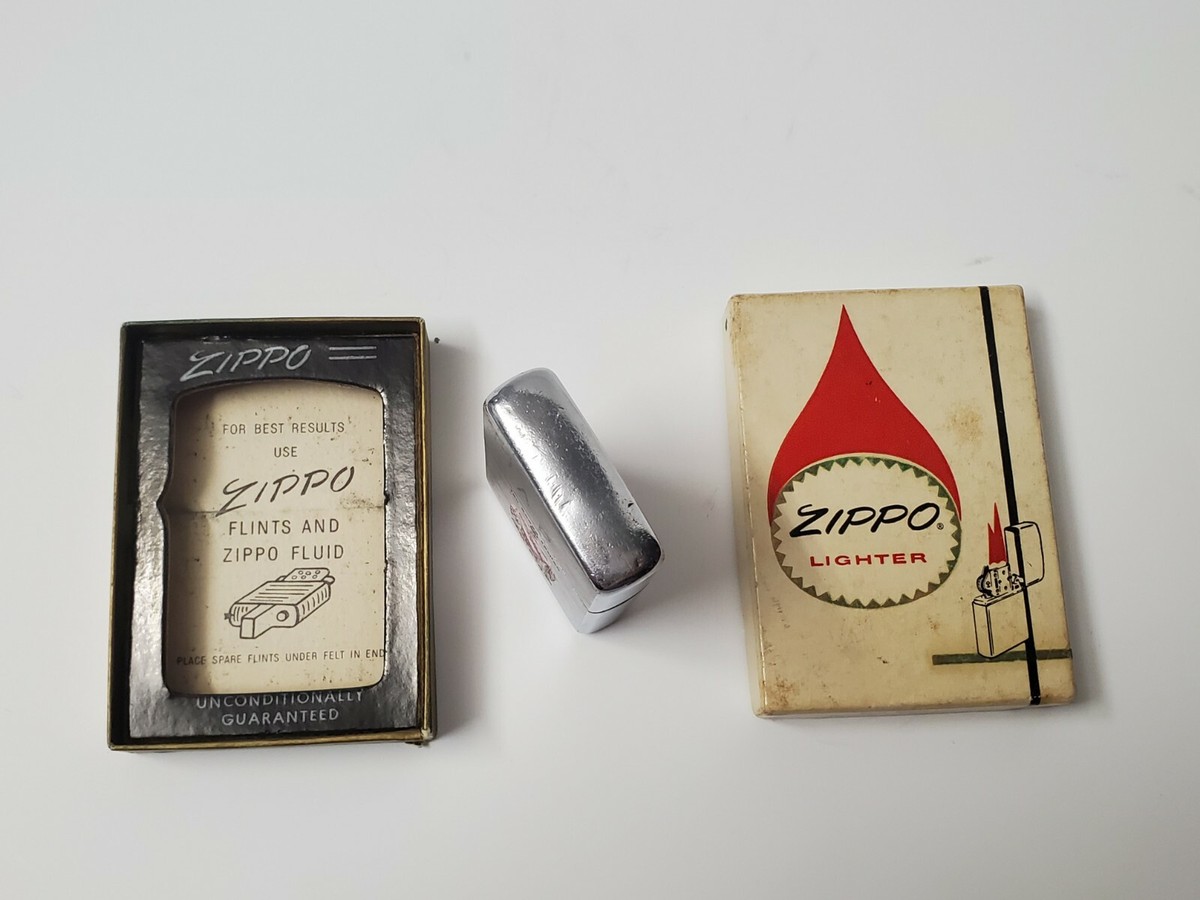 ZIPPO
FOR BEST RESULTS
USE
ZIPPO
FLINTS AND
ZIPPO FLUID
PLACE SPARE FLINTS UNDER FELT IN END
UNCONDITIONALLY
GUARANTEED
ZIPPO®
LIGHTER